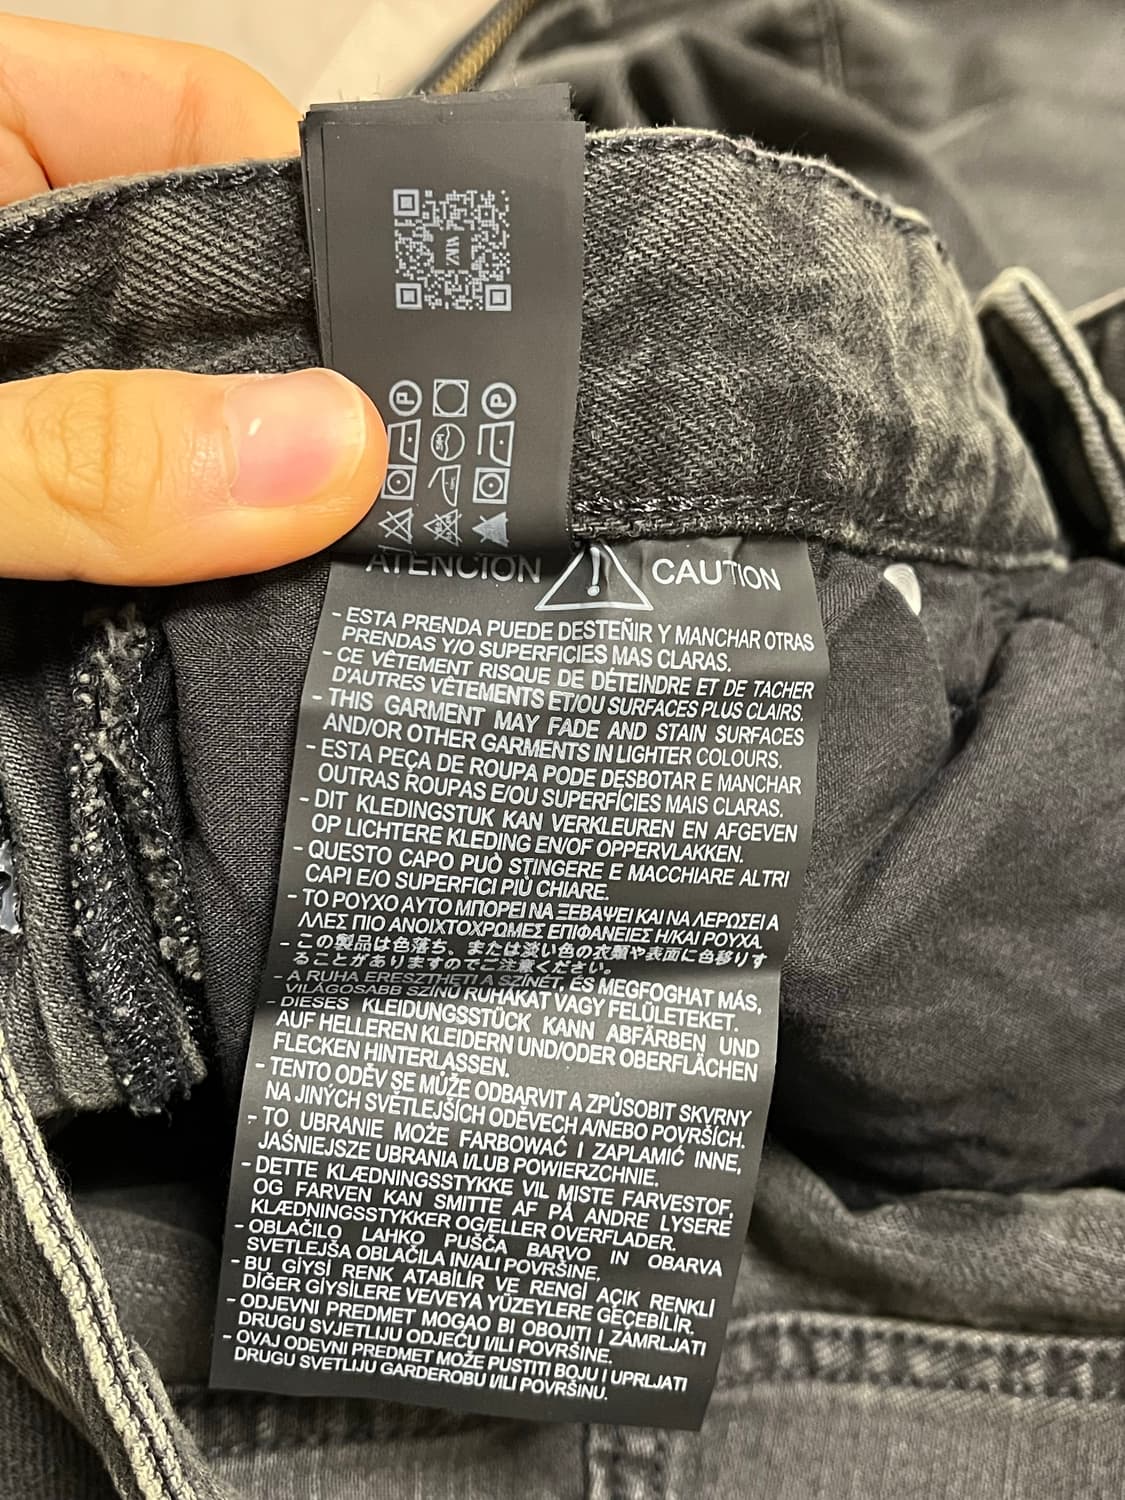 ZARA
P P
ATENCIÓN ! CAUTION
- ESTA PRENDA PUEDE DESTEÑIR Y MANCHAR OTRAS
PRENDAS Y/O SUPERFICIES MAS CLARAS.
- CE VÊTEMENT RISQUE DE DÉTEINDRE ET DE TACHER
D'AUTRES VÊTEMENTS ET/OU SURFACES PLUS CLAIRS.
- THIS GARMENT MAY FADE AND STAIN SURFACES
AND/OR OTHER GARMENTS IN LIGHTER COLOURS.
- ESTA PEÇA DE ROUPA PODE DESBOTAR E MANCHAR
OUTRAS ROUPAS E/OU SUPERFÍCIES MAIS CLARAS.
- DIT KLEDINGSTUK KAN VERKLEUREN EN AFGEVEN
OP LICHTERE KLEDING EN/OF OPPERVLAKKEN.
- QUESTO CAPO PUÒ STINGERE E MACCHIARE ALTRI
CAPI E/O SUPERFICI PIÙ CHIARE.
- ΤΟ ΡΟΥΧΟ ΑΥΤΟ ΜΠΟΡΕΙ ΝΑ ΞΕΒΑΨΕΙ ΚΑΙ ΝΑ ΛΕΡΩΣΕΙ Α
ΛΛΕΣ ΠΙΟ ΑΝΟΙΧΤΟΧΡΩΜΕΣ ΕΠΙΦΑΝΕΙΕΣ Η/ΚΑΙ ΡΟΥΧΑ.
- この製品は色落ち、または淡い色の衣類や表面に色移りす
ることがありますのでご注意ください。
- A RUHA ERESZTHETI A SZINÉT, ÉS MEGFOGHAT MÁS,
VILÁGOSABB SZÍNŰ RUHÁKAT VAGY FELÜLETEKET.
- DIESES KLEIDUNGSSTÜCK KANN ABFÄRBEN UND
AUF HELLEREN KLEIDERN UND/ODER OBERFLÄCHEN
FLECKEN HINTERLASSEN.
- TENTO ODĚV SE MŮŽE ODBARVIT A ZPŮSOBIT SKVRNY
NA JINÝCH SVĚTLEJŠÍCH ODĚVECH A/NEBO POVRŠÍCH.
- TO UBRANIE MOŻE FARBOWAĆ I ZAPLAMIĆ INNE,
JAŚNIEJSZE UBRANIA I/LUB POWIERZCHNIE.
- DETTE KLÆDNINGSSTYKKE VIL MISTE FARVESTOF,
OG FARVEN KAN SMITTE AF PÅ ANDRE LYSERE
KLÆDNINGSSTYKKER OG/ELLER OVERFLADER.
- OBLAČILO LAHKO PUŠČA BARVO IN OBARVA
SVETLEJŠA OBLAČILA IN/ALI POVRŠINE.
- BU GİYSİ RENK ATABİLİR VE RENGİ AÇIK RENKLİ
DİĞER GİYSİLERE VE/VEYA YÜZEYLERE GEÇEBİLİR.
- ODJEVNI PREDMET MOGAO BI OBOJITI I ZAMRLJATI
DRUGU SVJETLIJU ODJEĆU I/ILI POVRŠINE.
- OVAJ ODEVNI PREDMET MOŽE PUSTITI BOJU I UPRLJATI
DRUGU SVETLIJU GARDEROBU I/ILI POVRŠINU.